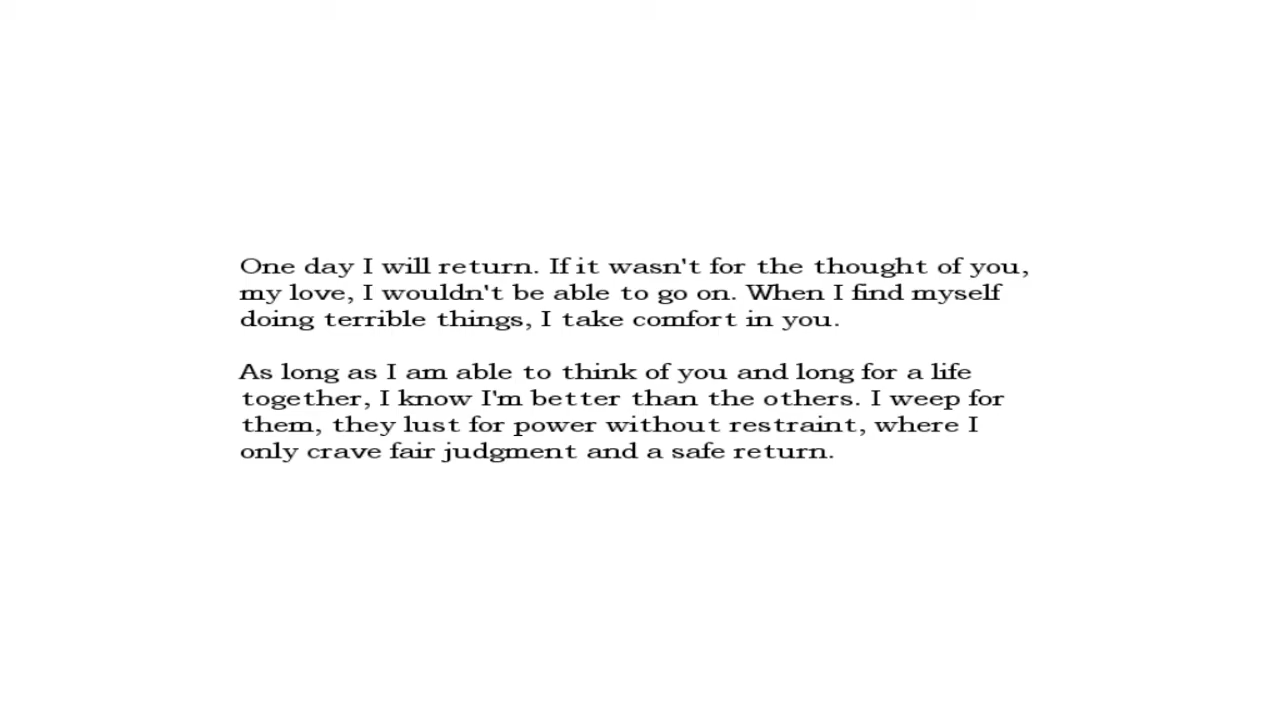 One day I will return. If it wasn't for the thought of you,
my love, I wouldn't be able to go on. When I find myself
doing terrible things, I take comfort in you.
As long as I am able to think of you and long for a life
together, I know I'm better than the others. I weep for
them, they lust for power without restraint, where I
only crave fair judgment and a safe return.